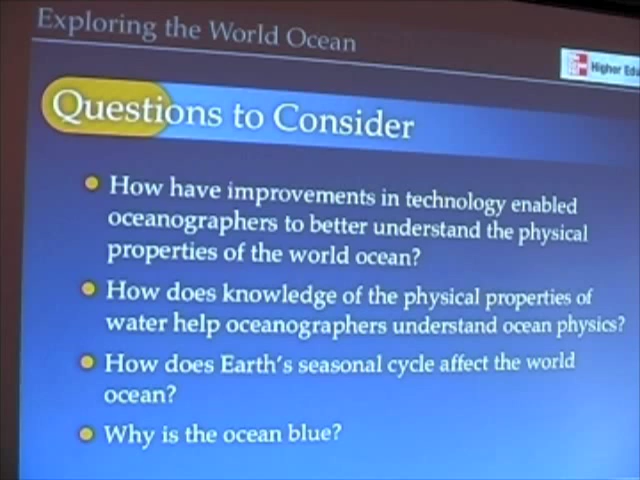 Exploring the World Ocean
Higher Edu
Questions to Consider
How have improvements in technology enabled
oceanographers to better understand the physical
properties of the world ocean?
How does knowledge of the physical properties of
water help oceanographers understand ocean physics?
How does Earth's seasonal cycle affect the world
ocean?
Why is the ocean blue?